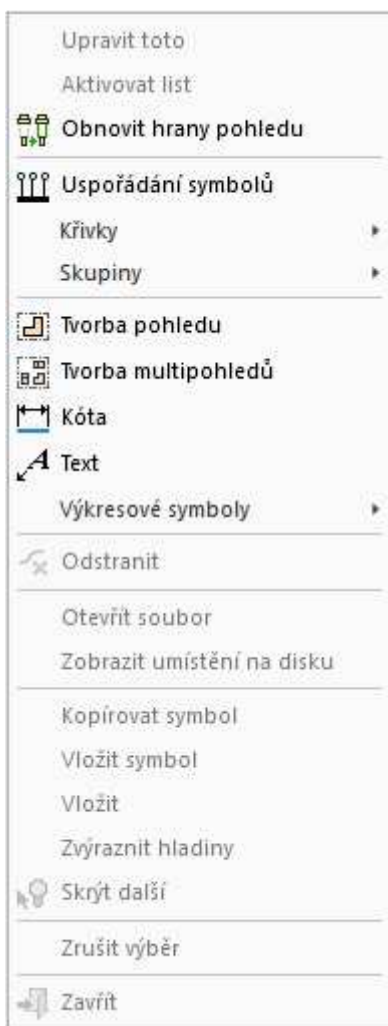 Upravit toto
Aktivovat list
Obnovit hrany pohledu
Uspořádání symbolů
Křivky
Skupiny
Tvorba pohledu
Tvorba multipohledů
Kóta
Text
Výkresové symboly
Odstranit
Otevřít soubor
Zobrazit umístění na disku
Kopírovat symbol
Vložit symbol
Vložit
Zvýraznit hladiny
Skrýt další
Zrušit výběr
Zavřít